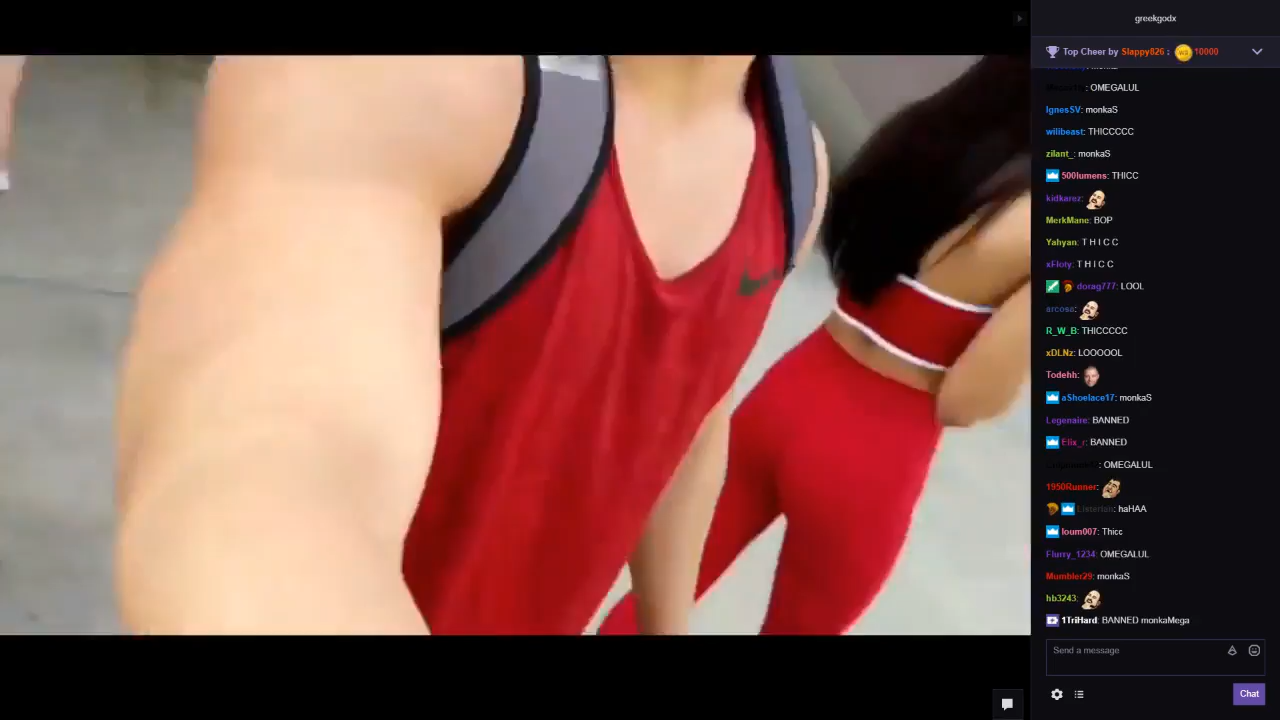 greekgodx
Top Cheer by Slappy826 : 10000
: OMEGALUL
IgnesSV: monkaS
wilibeast: THICCCCC
zilant_: monkaS
500lumens: THICC
kidkarez:
MerkMane: BOP
Yahyan: T H I C C
xFloty: T H I C C
dorag777: LOOL
arcosa:
R_W_B: THICCCCC
xDLNz: LOOOOOL
Todehh:
aShoelace17: monkaS
Legenaire: BANNED
Elix_r: BANNED
: OMEGALUL
1950Runner:
Listerian: haHAA
loum007: Thicc
Flurry_1234: OMEGALUL
Mumbler29: monkaS
hb3243:
1TriHard: BANNED monkaMega
Send a message
Chat